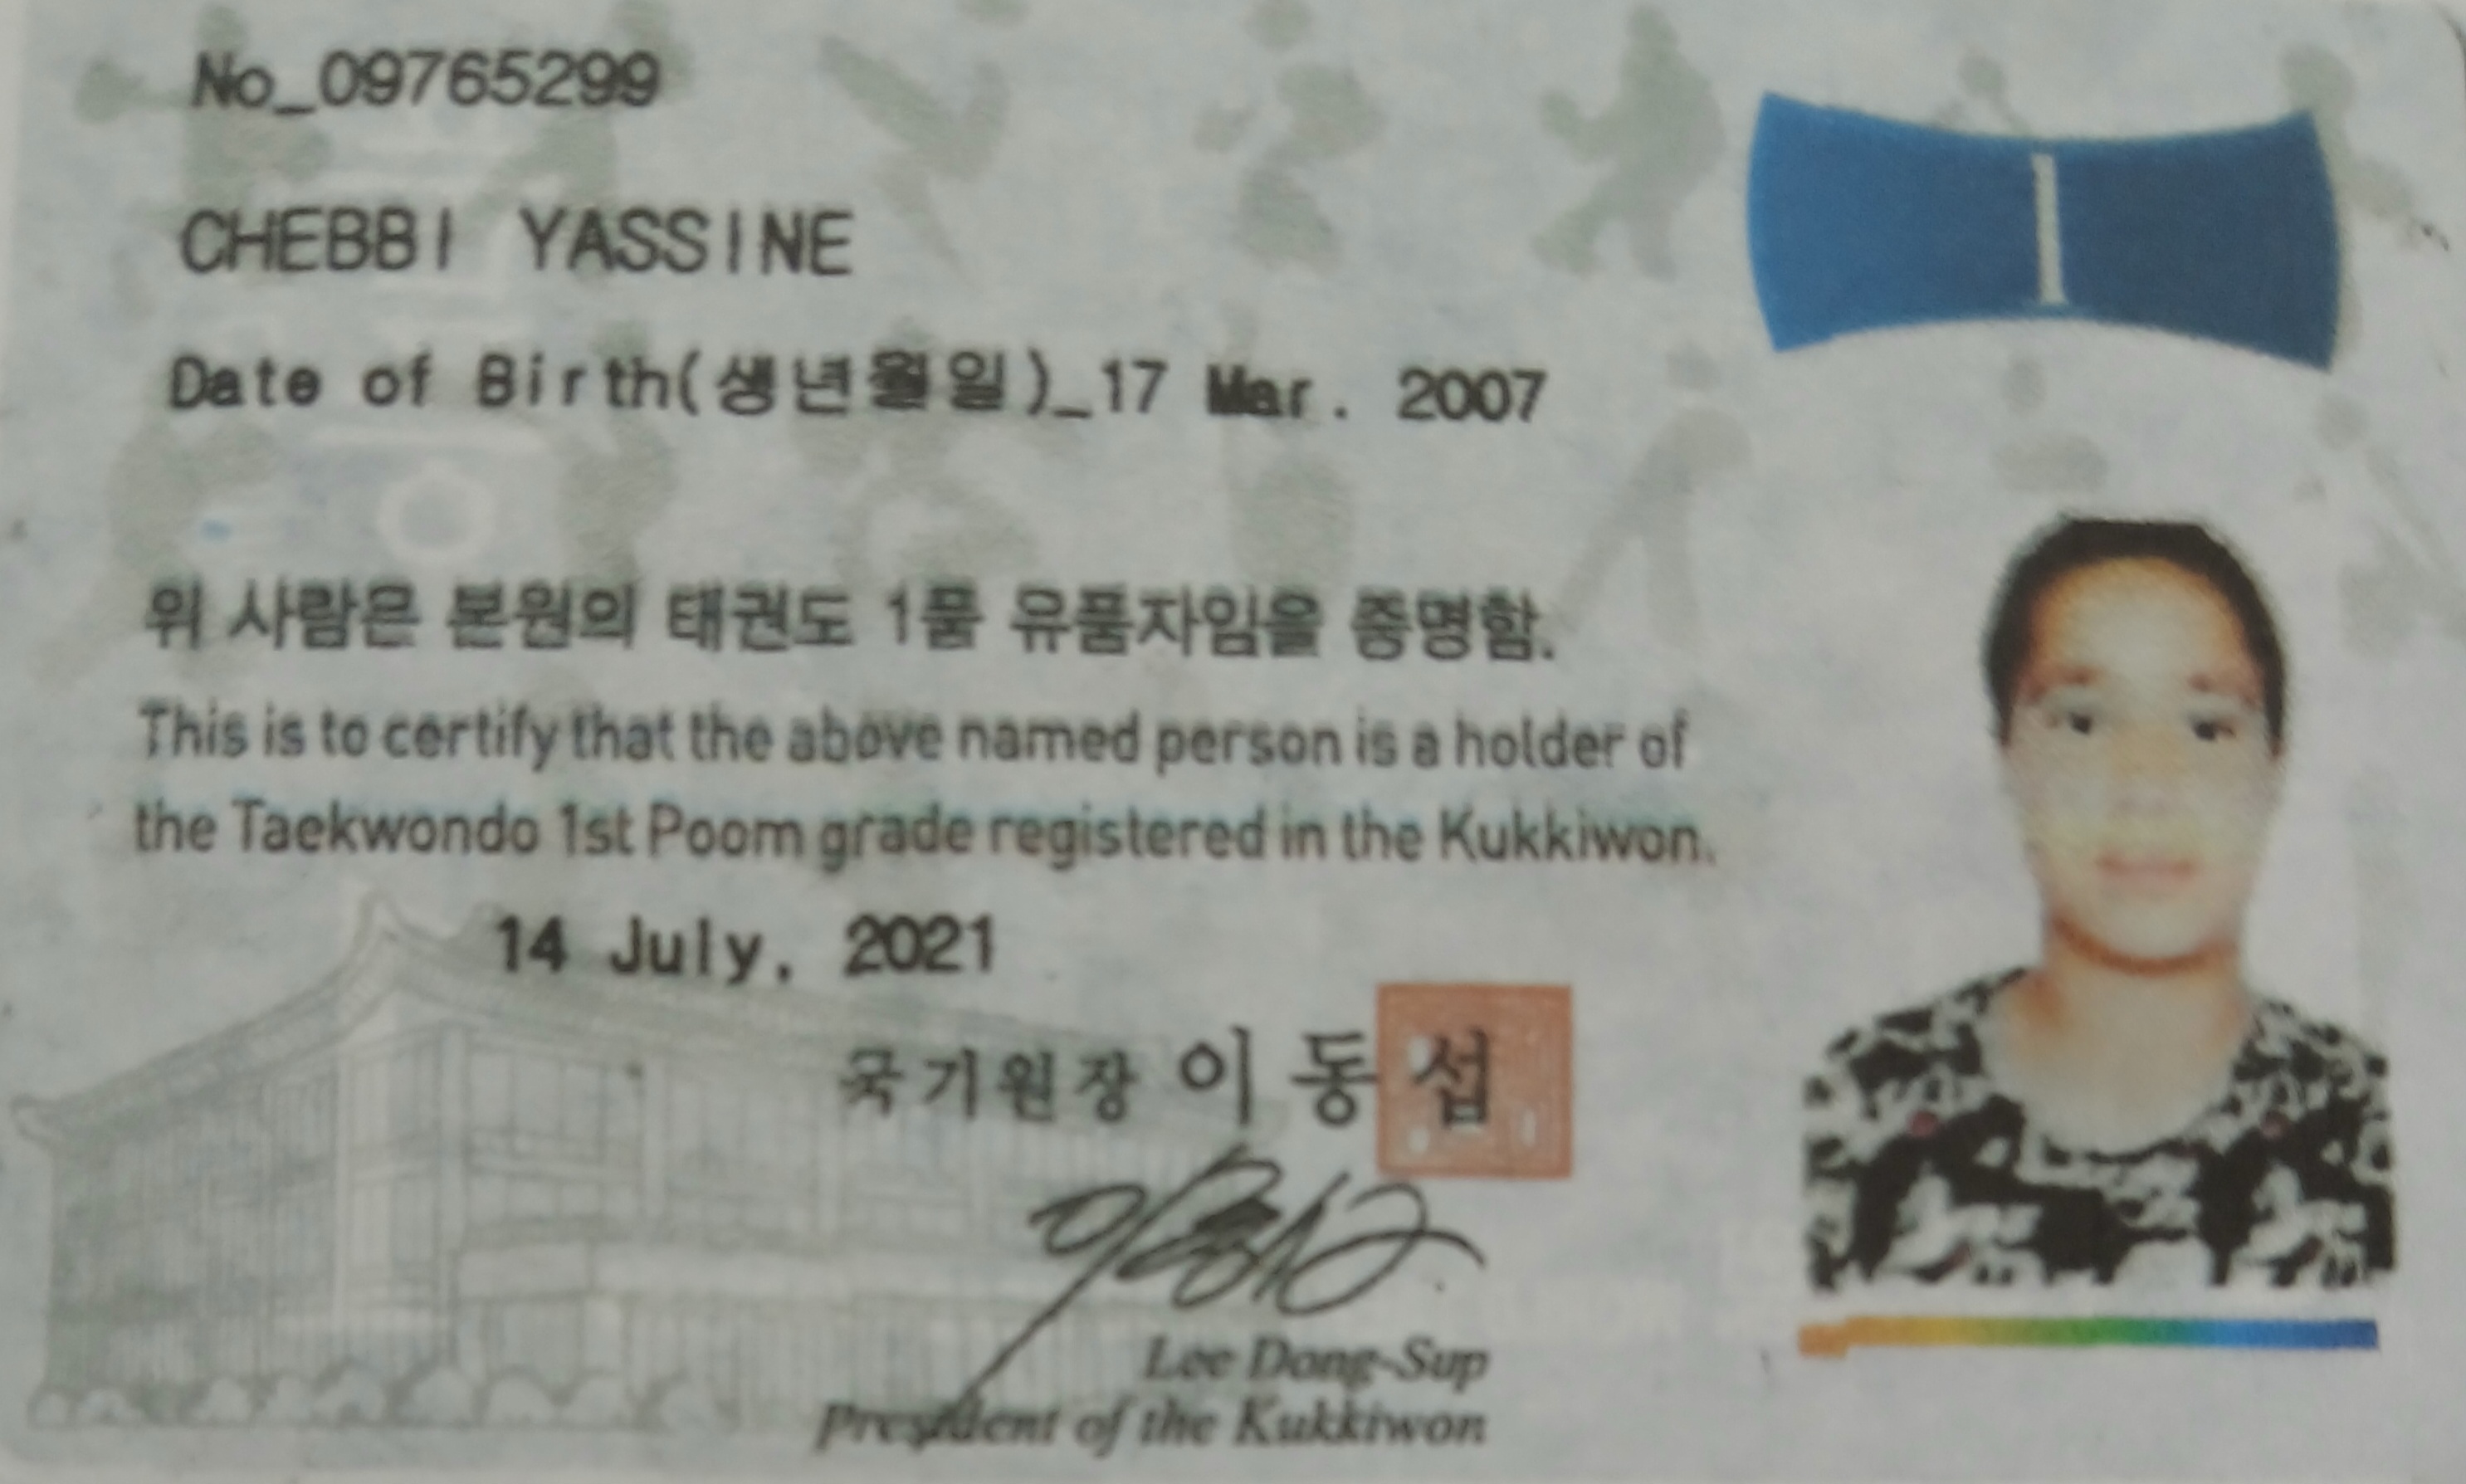 No_09765299
I
CHEBBI YASSINE
Date of Birth(생년월일)_17 Mar. 2007
위 사람은 본원의 태권도 1품 유품자임을 증명함.
This is to certify that the above named person is a holder of
the Taekwondo 1st Poom grade registered in the Kukkiwon.
14 July, 2021
국기원장 이동섭
Lee Dong-Sup
President of the Kukkiwon